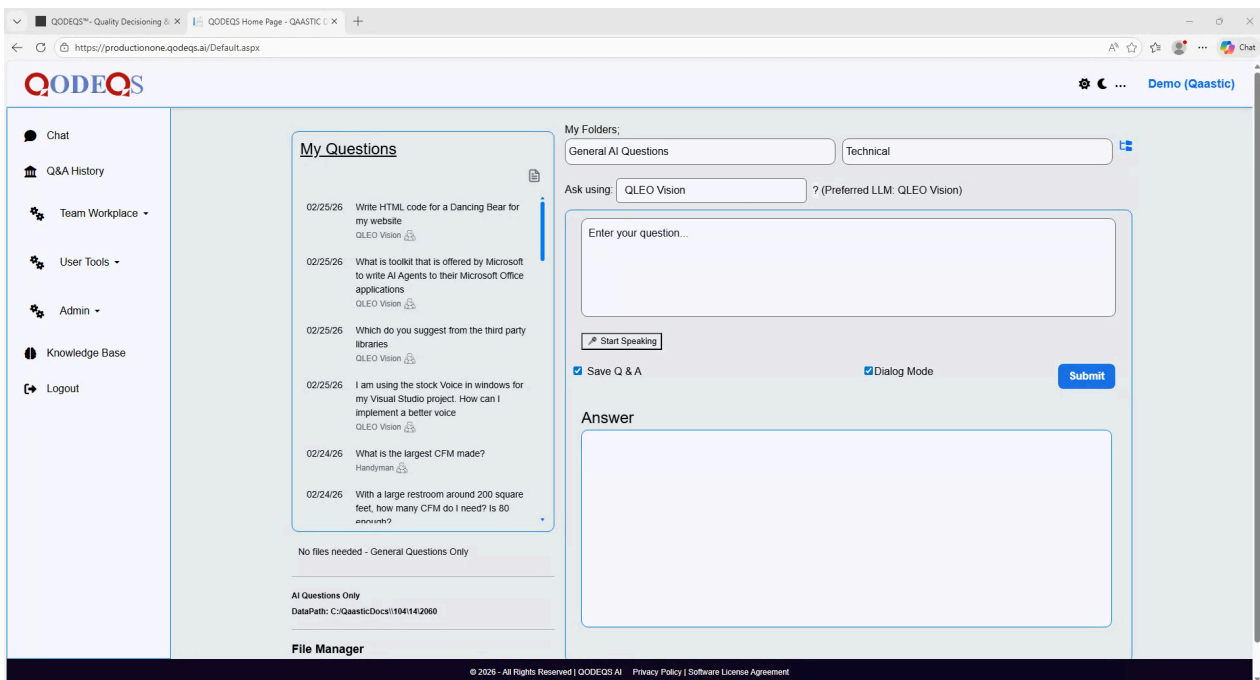 QODEQS™- Quality Decisioning &
QODEQS Home Page - QAASTIC D
https://productionone.qodeqs.ai/Default.aspx
Chat
QODEQS
Demo (Qaastic)
Chat
Q&A History
Team Workplace
User Tools
Admin
Knowledge Base
Logout
My Questions
02/25/26 Write HTML code for a Dancing Bear for
my website
QLEO Vision
02/25/26 What is toolkit that is offered by Microsoft
to write AI Agents to their Microsoft Office
applications
QLEO Vision
02/25/26 Which do you suggest from the third party
libraries
QLEO Vision
02/25/26 I am using the stock Voice in windows for
my Visual Studio project. How can I
implement a better voice
QLEO Vision
02/24/26 What is the largest CFM made?
Handyman
02/24/26 With a large restroom around 200 square
feet, how many CFM do I need? Is 80
enough?
No files needed - General Questions Only
AI Questions Only
DataPath: C:/QaasticDocs\\104\14\2060
File Manager
My Folders;
General AI Questions Technical
Ask using: QLEO Vision ? (Preferred LLM: QLEO Vision)
Enter your question...
Start Speaking
Save Q & A Dialog Mode Submit
Answer
© 2026 - All Rights Reserved | QODEQS AI Privacy Policy | Software License Agreement